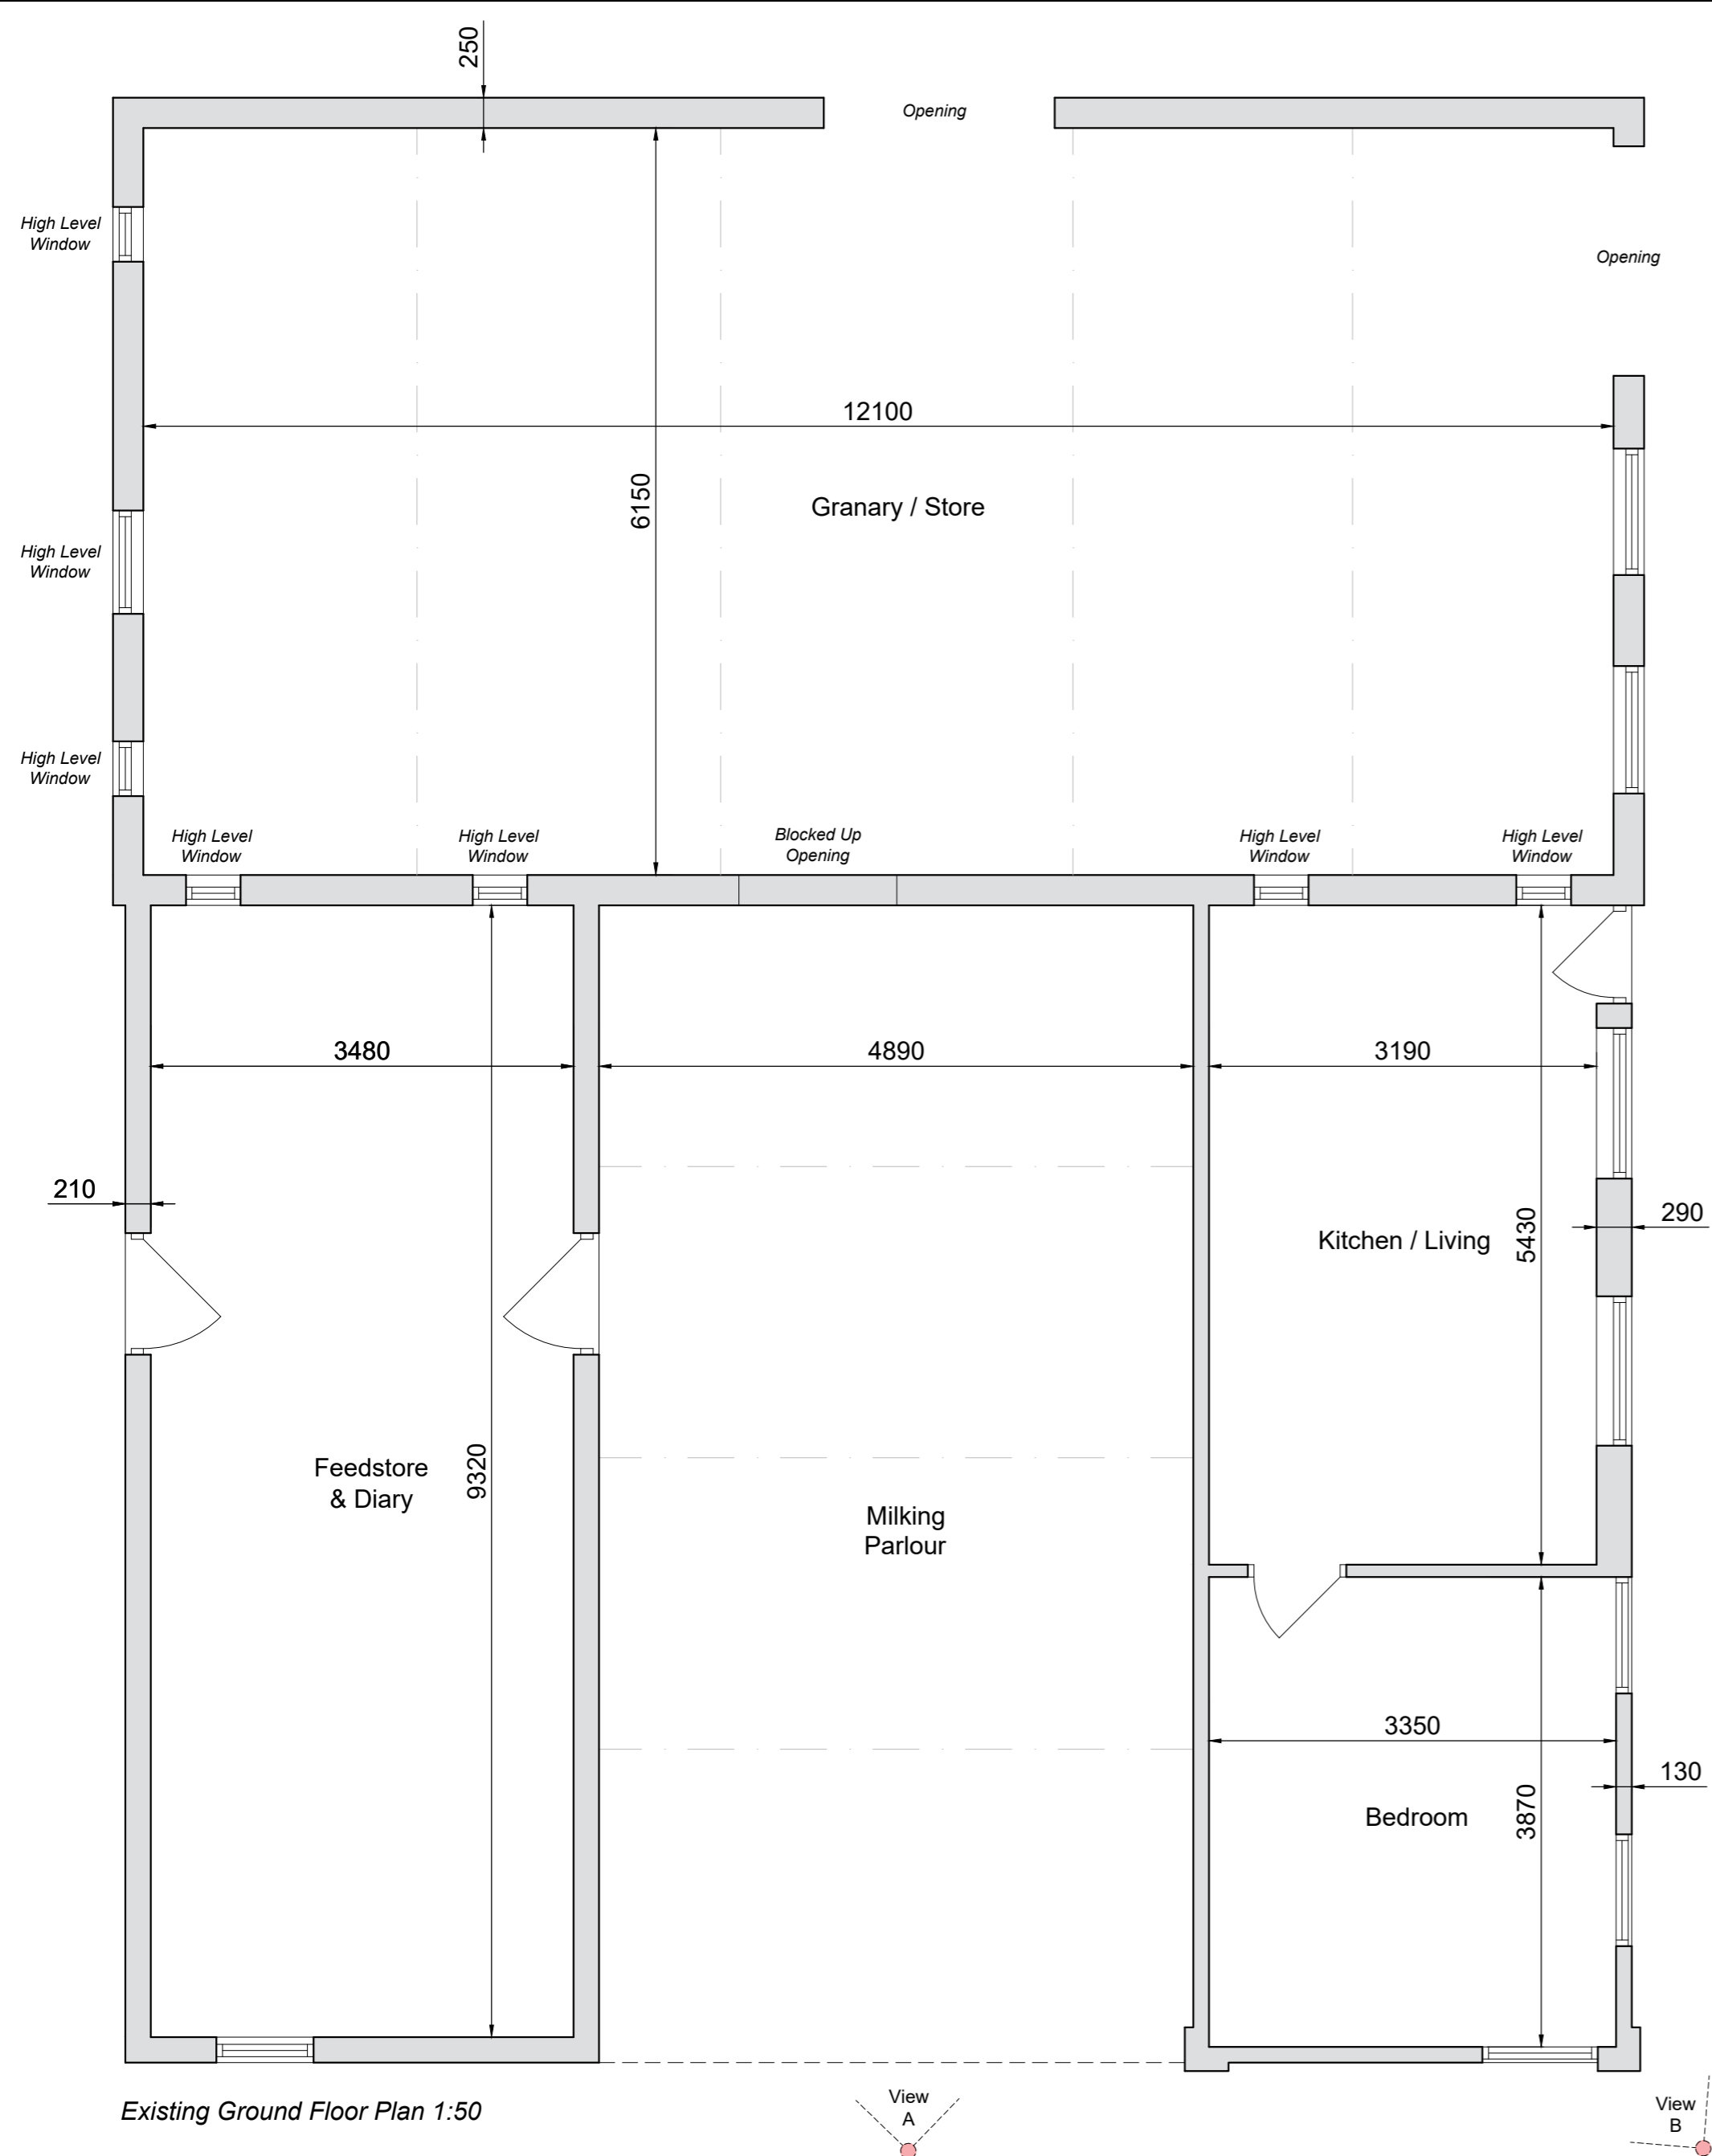 250
Opening
High Level
Window
Opening
12100
6150
Granary / Store
High Level
Window
High Level
Window
High Level
Window
High Level
Window
Blocked Up
Opening
High Level
Window
High Level
Window
3480
4890
3190
210
290
5430
Kitchen / Living
Feedstore
& Diary
9320
Milking
Parlour
3350
130
3870
Bedroom
Existing Ground Floor Plan 1:50
View
A
View
B